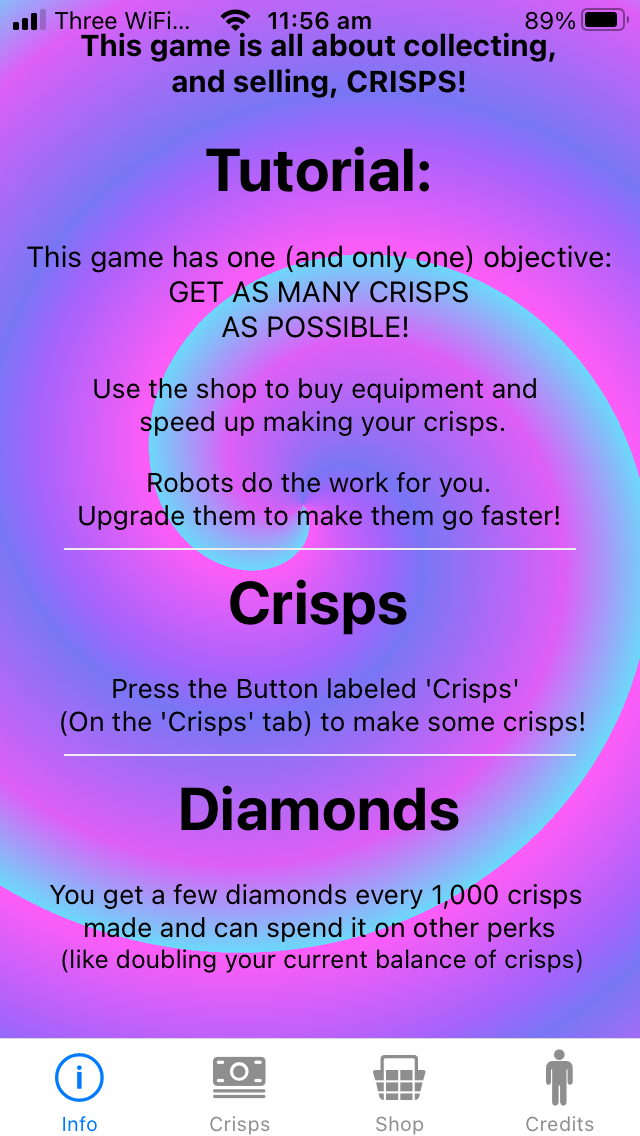 Three WiFi... 11:56 am 89%
This game is all about collecting,
and selling, CRISPS!
Tutorial:
This game has one (and only one) objective:
GET AS MANY CRISPS
AS POSSIBLE!
Use the shop to buy equipment and
speed up making your crisps.
Robots do the work for you.
Upgrade them to make them go faster!
Crisps
Press the Button labeled 'Crisps'
(On the 'Crisps' tab) to make some crisps!
Diamonds
You get a few diamonds every 1,000 crisps
made and can spend it on other perks
(like doubling your current balance of crisps)
Info Crisps Shop Credits